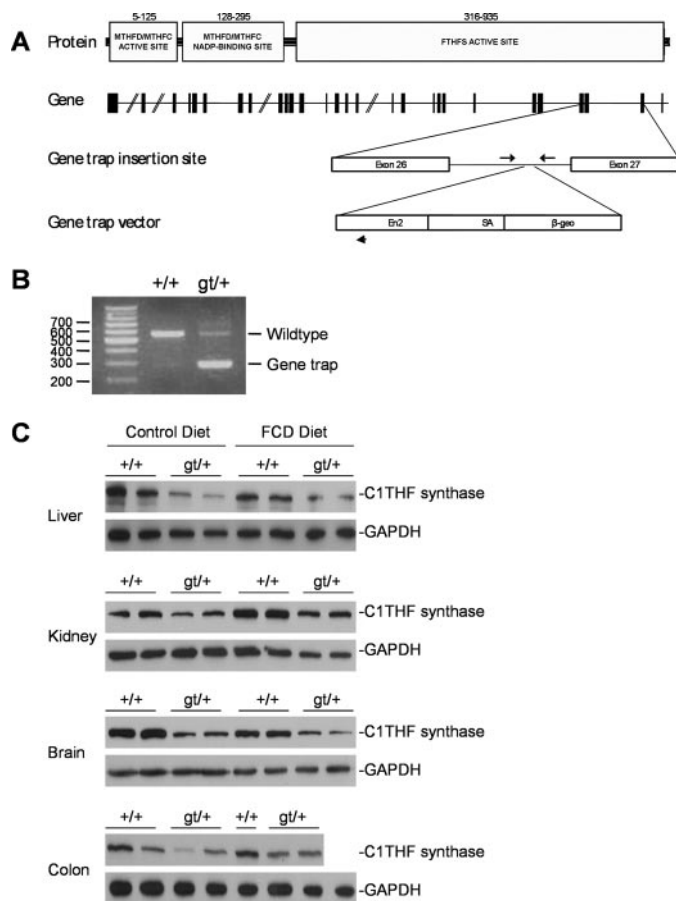 A
Protein
5-125
128-295
316-935
MTHFD/MTHFC
ACTIVE SITE
MTHFD/MTHFC
NADP-BINDING SITE
FTHFS ACTIVE SITE
Gene
Gene trap insertion site
Exon 26
Exon 27
Gene trap vector
En2
SA
β-geo
B
+/+
gt/+
700
600
500
400
300
200
Wildtype
Gene trap
C
Control Diet
FCD Diet
+/+
gt/+
+/+
gt/+
Liver
-C1THF synthase
-GAPDH
+/+
gt/+
+/+
gt/+
Kidney
-C1THF synthase
-GAPDH
+/+
gt/+
+/+
gt/+
Brain
-C1THF synthase
-GAPDH
+/+
gt/+
+/+
gt/+
Colon
-C1THF synthase
-GAPDH